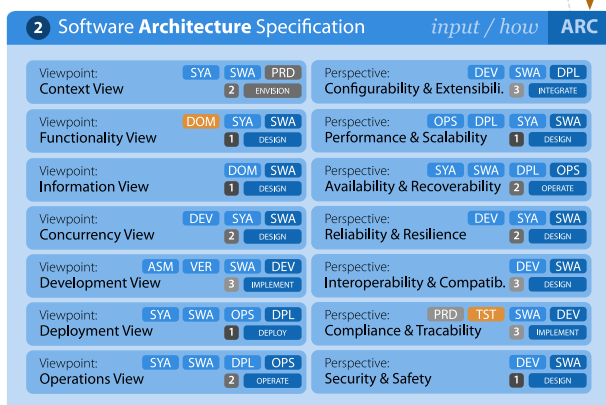 2 Software Architecture Specification input / how ARC
Viewpoint: SYA SWA PRD
Context View 2 ENVISION
Viewpoint: DOM SYA SWA
Functionality View 1 DESIGN
Viewpoint: DOM SWA
Information View 1 DESIGN
Viewpoint: DEV SYA SWA
Concurrency View 2 DESIGN
Viewpoint: ASM VER SWA DEV
Development View 3 IMPLEMENT
Viewpoint: SYA SWA OPS DPL
Deployment View 1 DEPLOY
Viewpoint: SYA SWA DPL OPS
Operations View 2 OPERATE
Perspective: DEV SWA DPL
Configurability & Extensibili. 3 INTEGRATE
Perspective: OPS DPL SYA SWA
Performance & Scalability 1 DESIGN
Perspective: SYA SWA DPL OPS
Availability & Recoverability 2 OPERATE
Perspective: DEV SYA SWA
Reliability & Resilience 2 DESIGN
Perspective: DEV SWA
Interoperability & Compatib. 3 DESIGN
Perspective: PRD TST SWA DEV
Compliance & Tracability 3 IMPLEMENT
Perspective: DEV SWA
Security & Safety 1 DESIGN